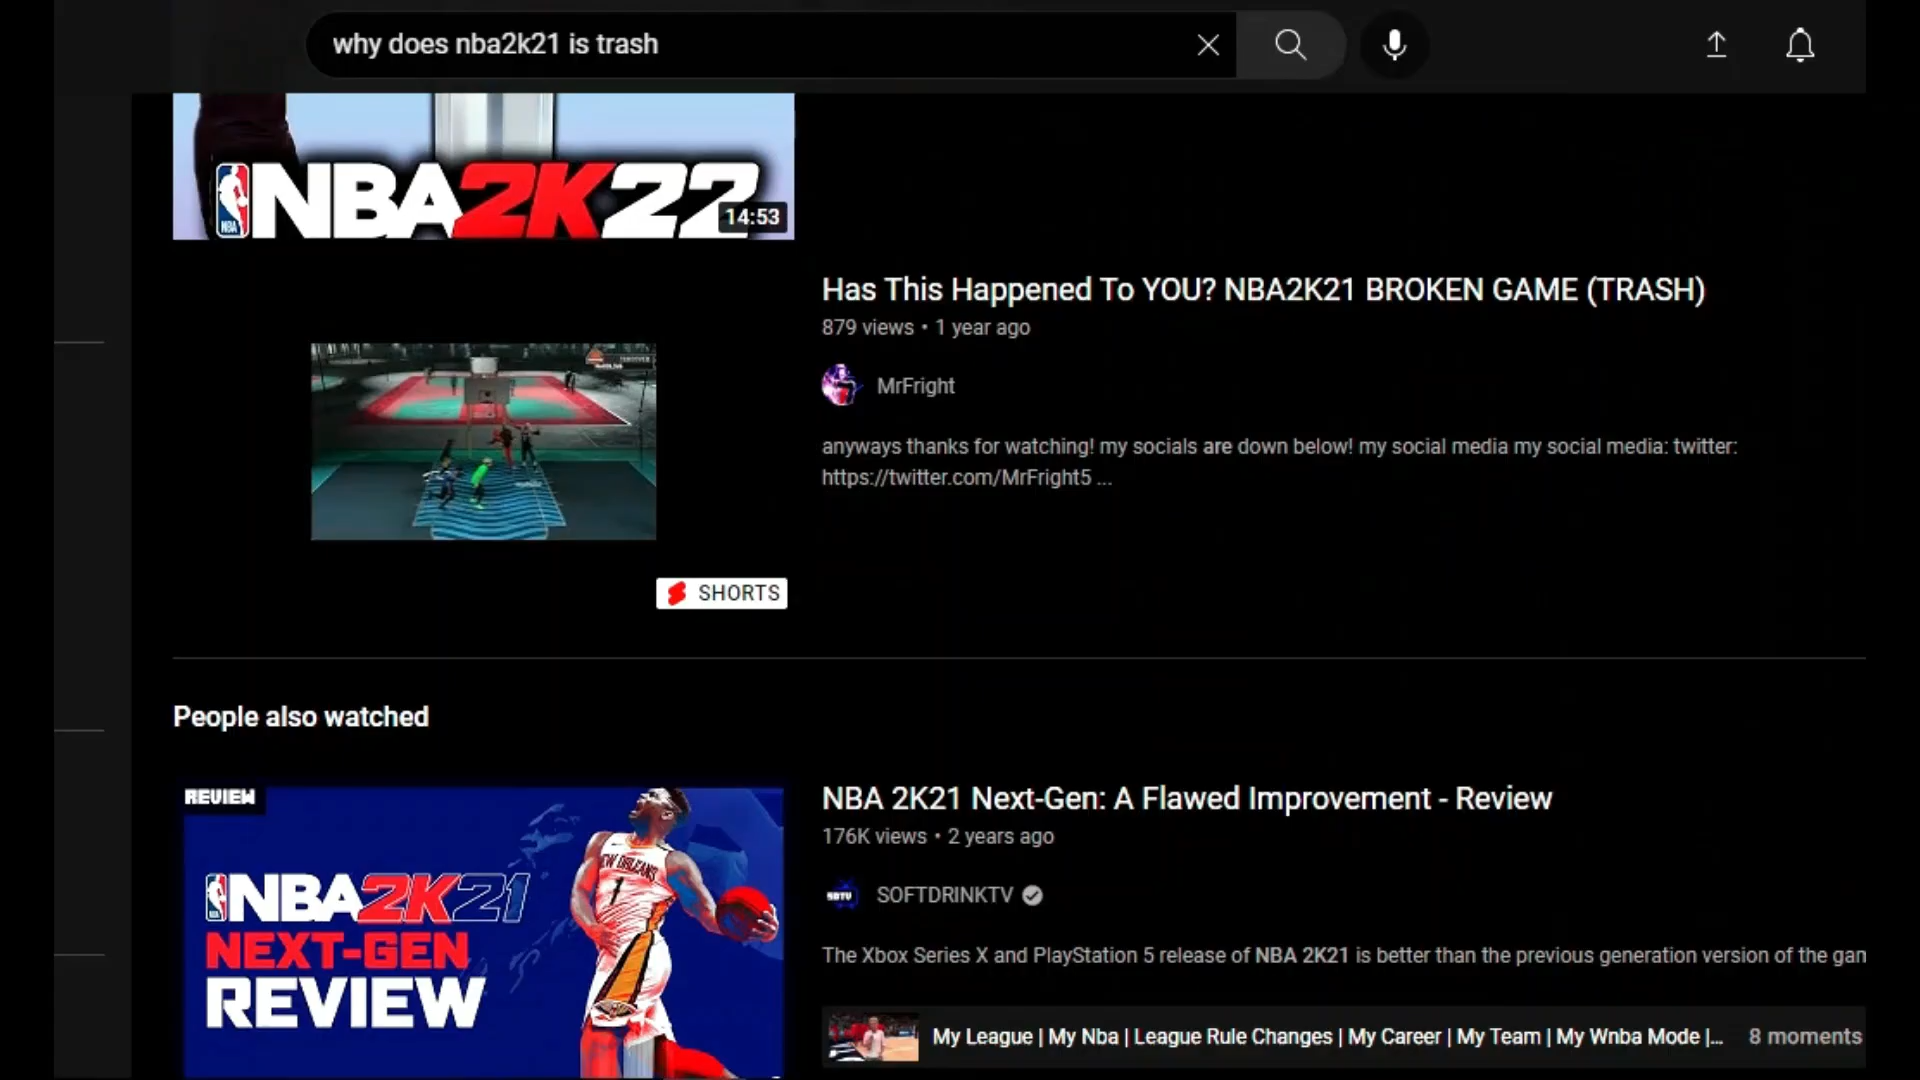 why does nba2k21 is trash
NBA2K22
14:53
Has This Happened To YOU? NBA2K21 BROKEN GAME (TRASH)
879 views • 1 year ago
MrFright
anyways thanks for watching! my socials are down below! my social media my social media: twitter:
https://twitter.com/MrFright5 ...
SHORTS
People also watched
REVIEW
NBA2K21
NEXT-GEN
REVIEW
NEW ORLEANS
1
NBA 2K21 Next-Gen: A Flawed Improvement - Review
176K views • 2 years ago
SDTV
SOFTDRINKTV
The Xbox Series X and PlayStation 5 release of NBA 2K21 is better than the previous generation version of the gam
My League | My Nba | League Rule Changes | My Career | My Team | My Wnba Mode |...
8 moments